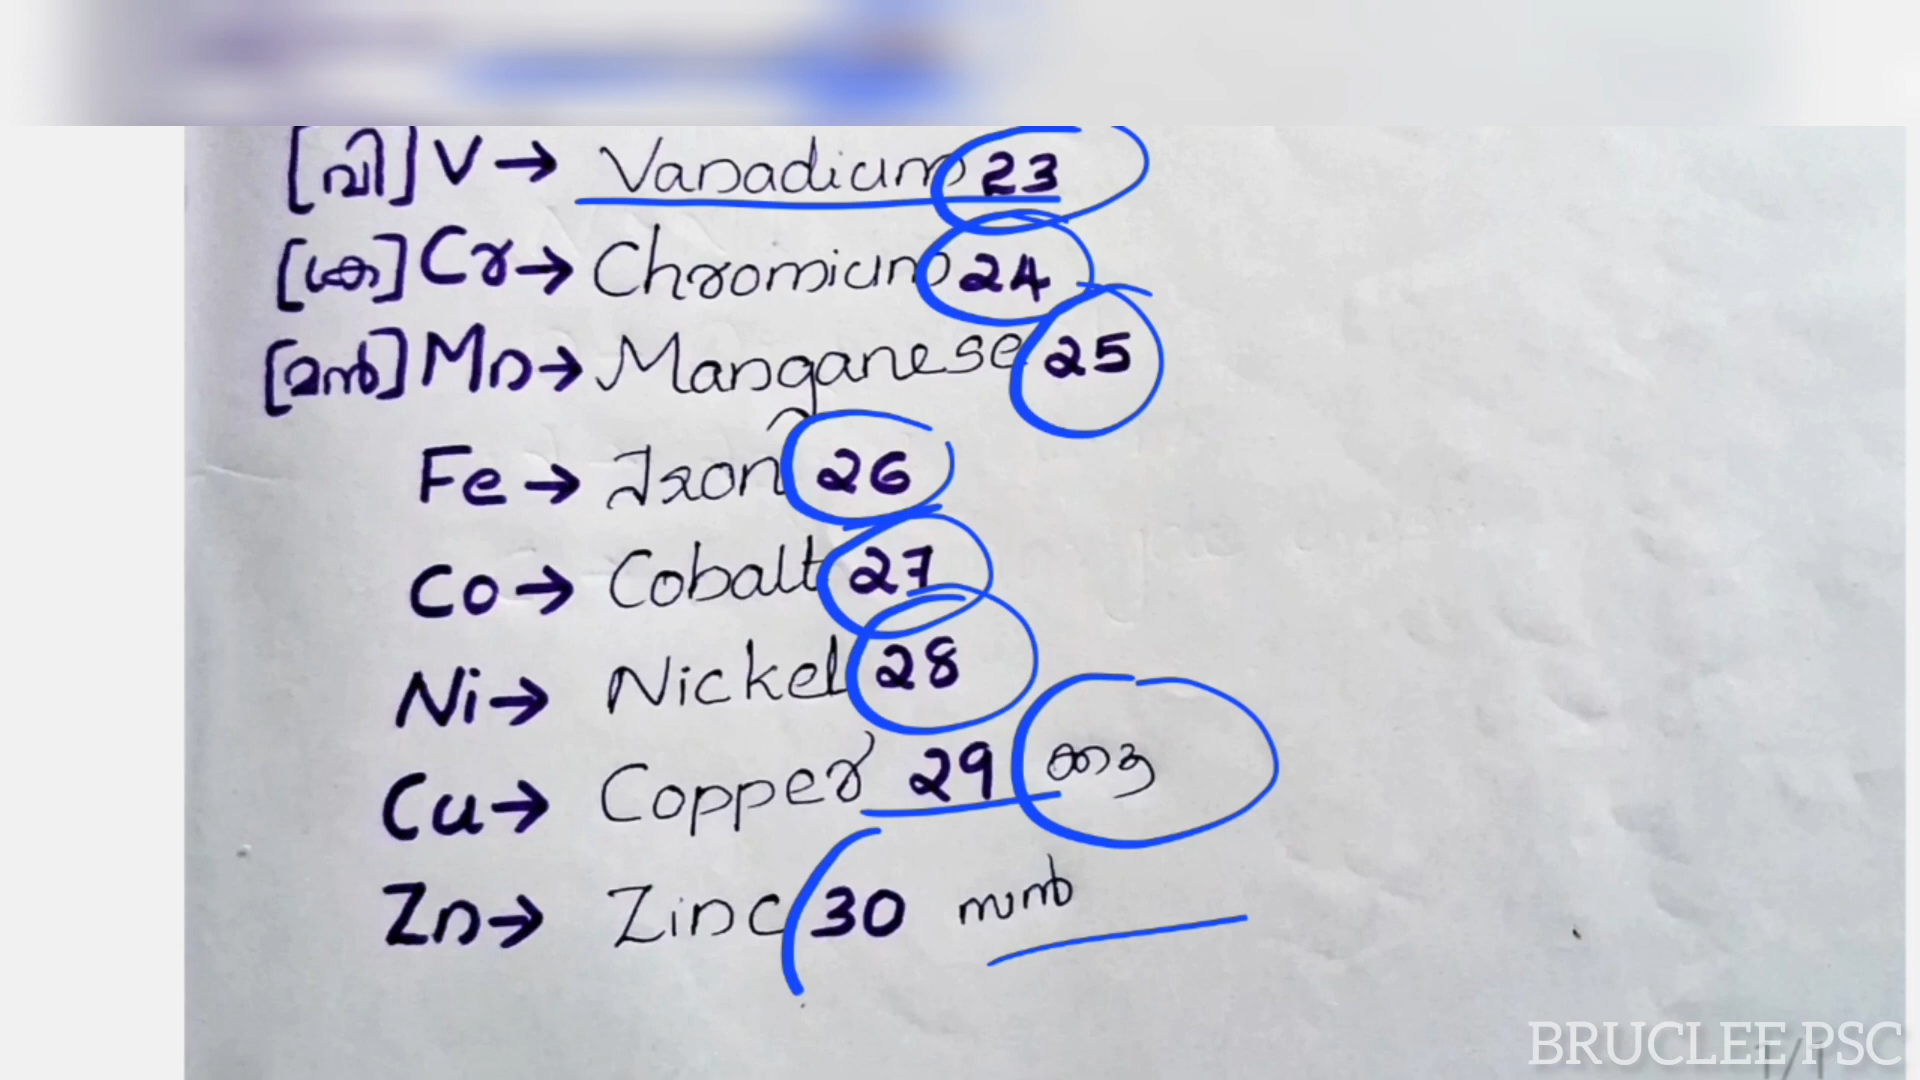 [വി] V → Vanadium 23
[ക്രേ] Cr → Chromium 24
[മൻ] Mn → Manganese 25
Fe → Iron 26
Co → Cobalt 27
Ni → Nickel 28
Cu → Copper 29
Zn → Zinc 30
BRUCLEE PSC